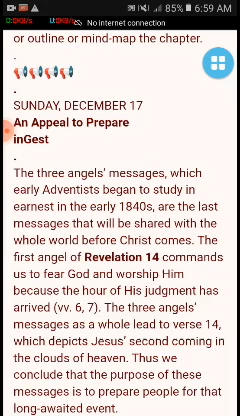 0:0KB/s U:0KB/s No internet connection 85% 6:59 AM
or outline or mind-map the chapter.
.
.
SUNDAY, DECEMBER 17
An Appeal to Prepare
inGest
.
The three angels' messages, which
early Adventists began to study in
earnest in the early 1840s, are the last
messages that will be shared with the
whole world before Christ comes. The
first angel of Revelation 14 commands
us to fear God and worship Him
because the hour of His judgment has
arrived (vv. 6, 7). The three angels'
messages as a whole lead to verse 14,
which depicts Jesus' second coming in
the clouds of heaven. Thus we
conclude that the purpose of these
messages is to prepare people for that
long-awaited event.